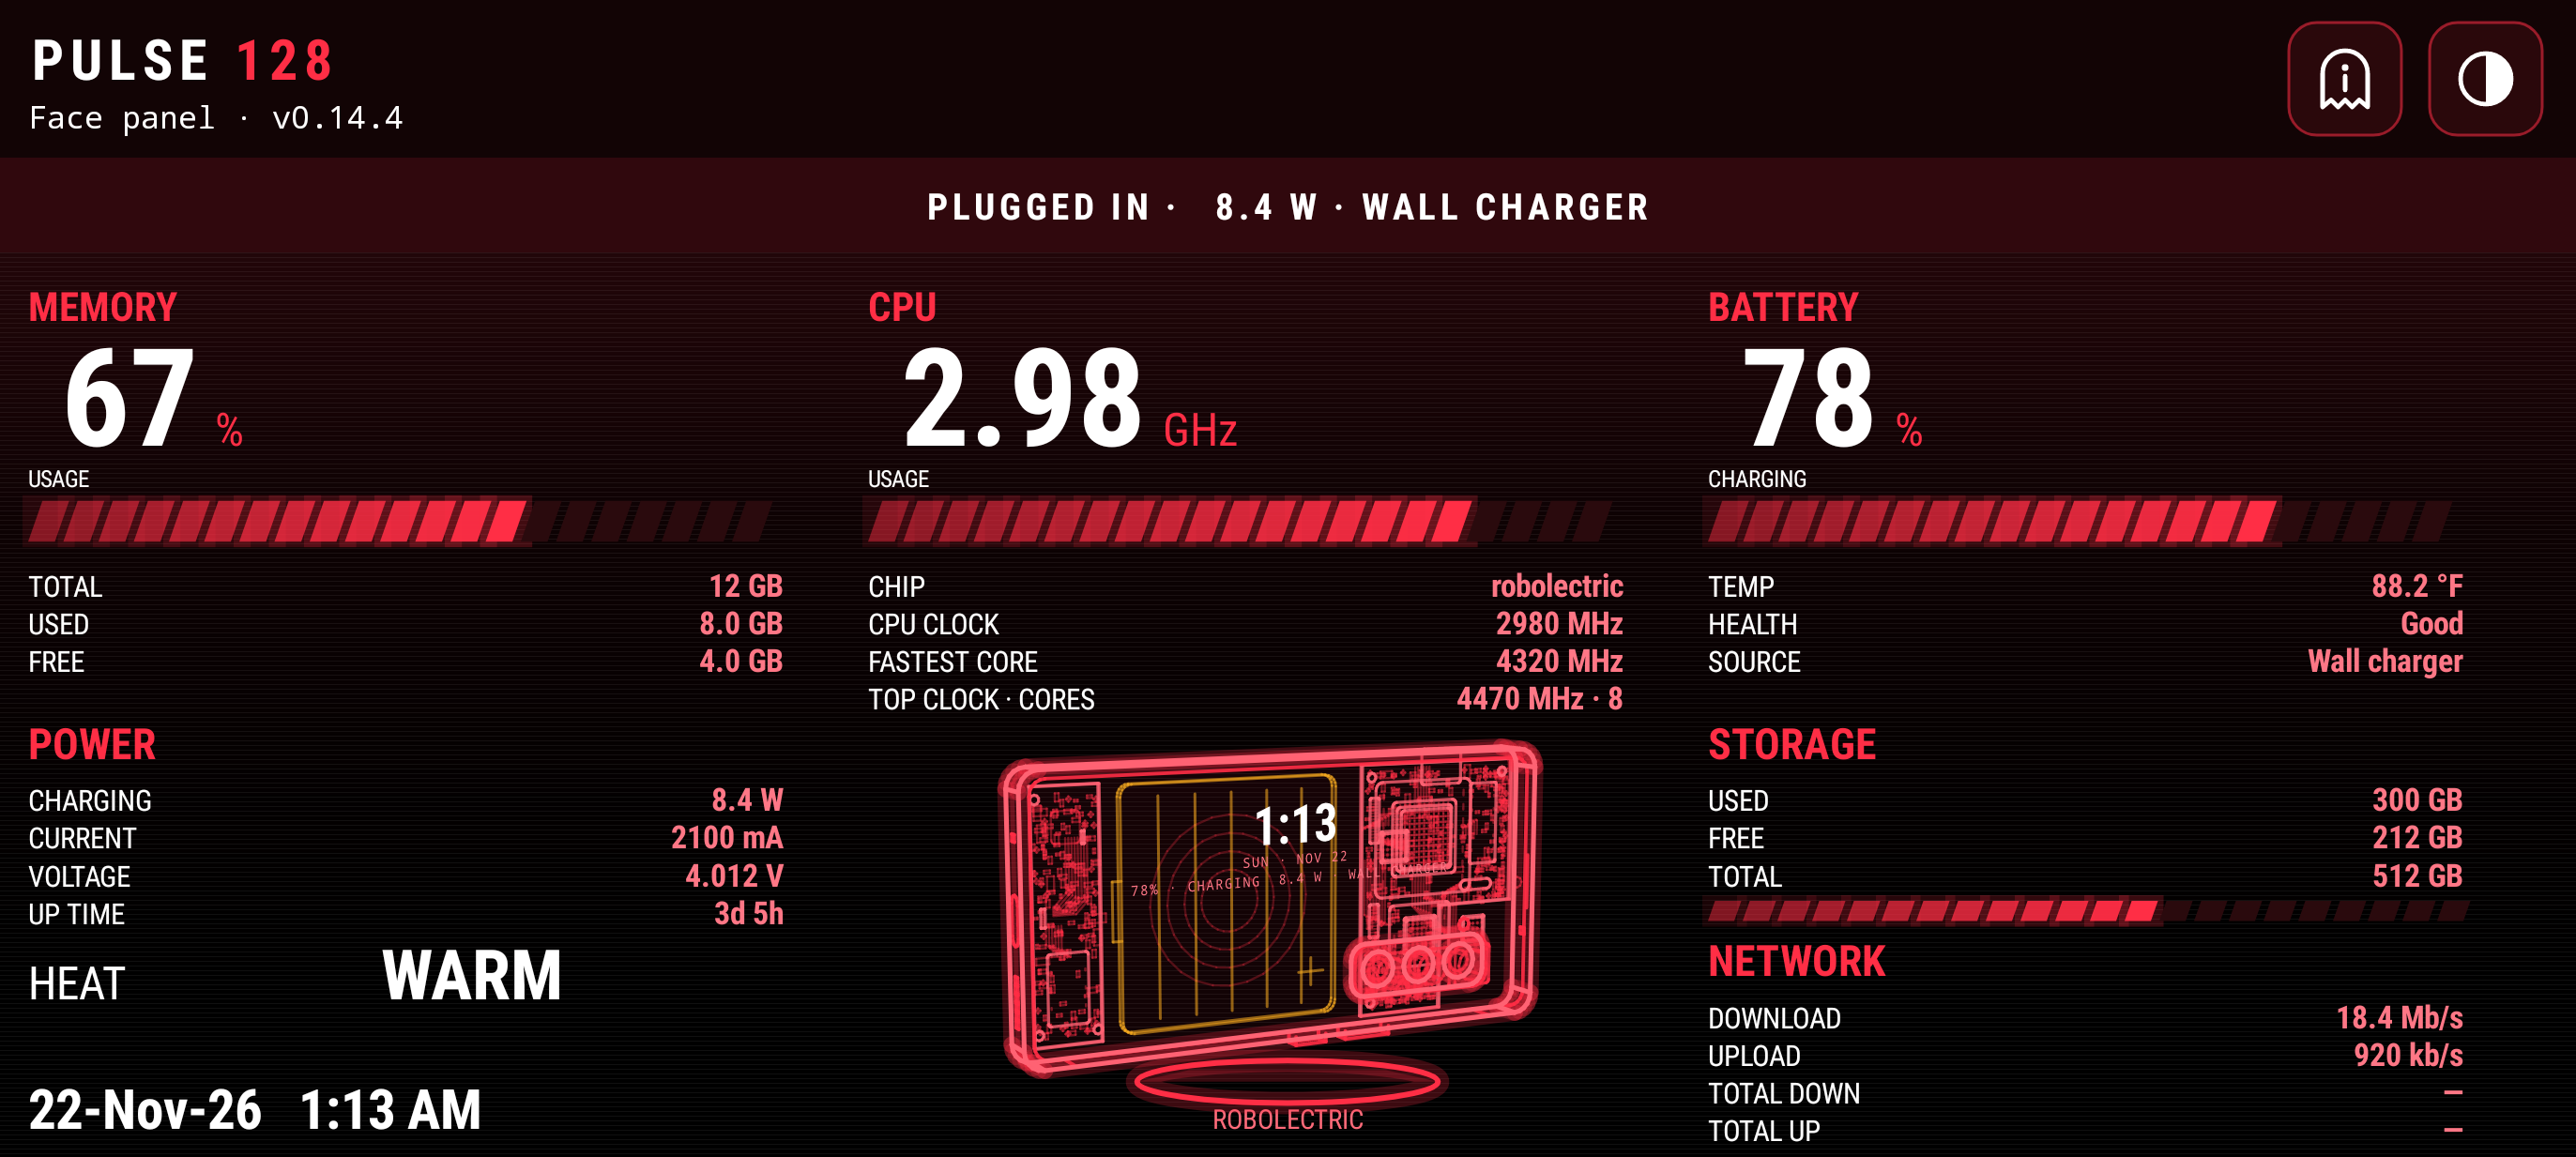 PULSE 128
Face panel · v0.14.4
PLUGGED IN · 8.4 W · WALL CHARGER
MEMORY
67 %
USAGE
TOTAL 12 GB
USED 8.0 GB
FREE 4.0 GB
POWER
CHARGING 8.4 W
CURRENT 2100 mA
VOLTAGE 4.012 V
UP TIME 3d 5h
HEAT WARM
22-Nov-26 1:13 AM
CPU
2.98 GHz
USAGE
CHIP robolectric
CPU CLOCK 2980 MHz
FASTEST CORE 4320 MHz
TOP CLOCK · CORES 4470 MHz · 8
1:13
SUN · NOV 22
78% · CHARGING 8.4 W · WALL CHARGER
ROBOLECTRIC
BATTERY
78 %
CHARGING
TEMP 88.2 °F
HEALTH Good
SOURCE Wall charger
STORAGE
USED 300 GB
FREE 212 GB
TOTAL 512 GB
NETWORK
DOWNLOAD 18.4 Mb/s
UPLOAD 920 kb/s
TOTAL DOWN —
TOTAL UP —